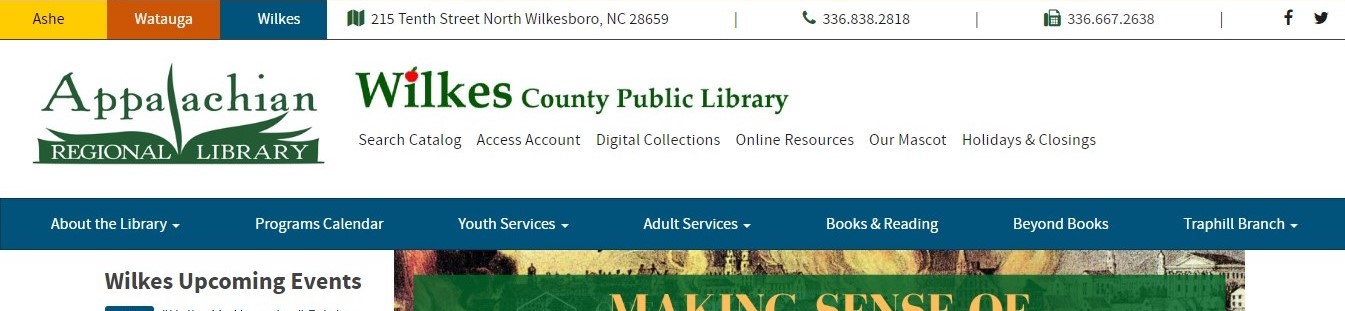 Ashe Watauga Wilkes 215 Tenth Street North Wilkesboro, NC 28659 | 336.838.2818 | 336.667.2638 |
Appalachian
REGIONAL LIBRARY
Wilkes County Public Library
Search Catalog Access Account Digital Collections Online Resources Our Mascot Holidays & Closings
About the Library Programs Calendar Youth Services Adult Services Books & Reading Beyond Books Traphill Branch
Wilkes Upcoming Events
MAKING SENSE OF